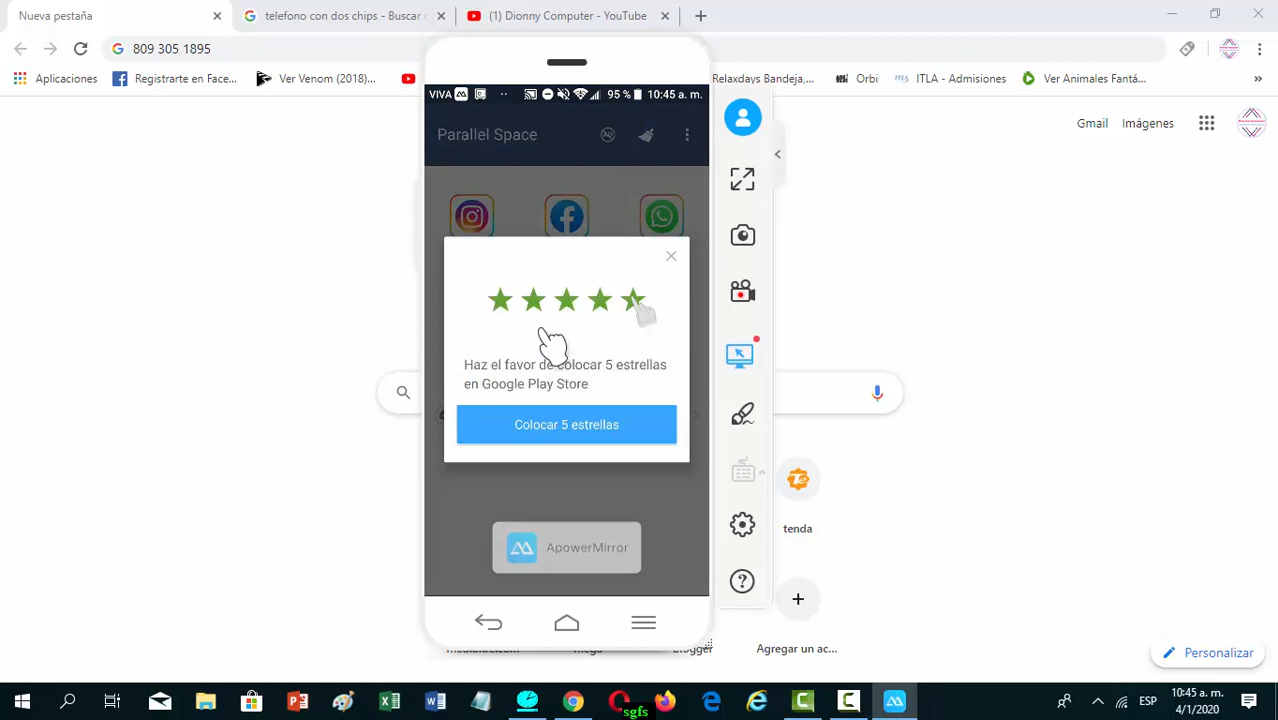 Nueva pestaña
telefono con dos chips - Buscar
(1) Dionny Computer - YouTube
809 305 1895
Aplicaciones
Registrarte en Face...
Ver Venom (2018)...
Relaxdays Bandeja,...
Orbi
ITLA - Admisiones
Ver Animales Fantá...
»
VIVA
95 %
10:45 a. m.
Gmail
Imágenes
Parallel Space
Haz el favor de colocar 5 estrellas
en Google Play Store
Colocar 5 estrellas
ApowerMirror
tenda
mega
blogger
Agregar un ac...
Personalizar
ESP
10:45 a. m.
4/1/2020
sgfs